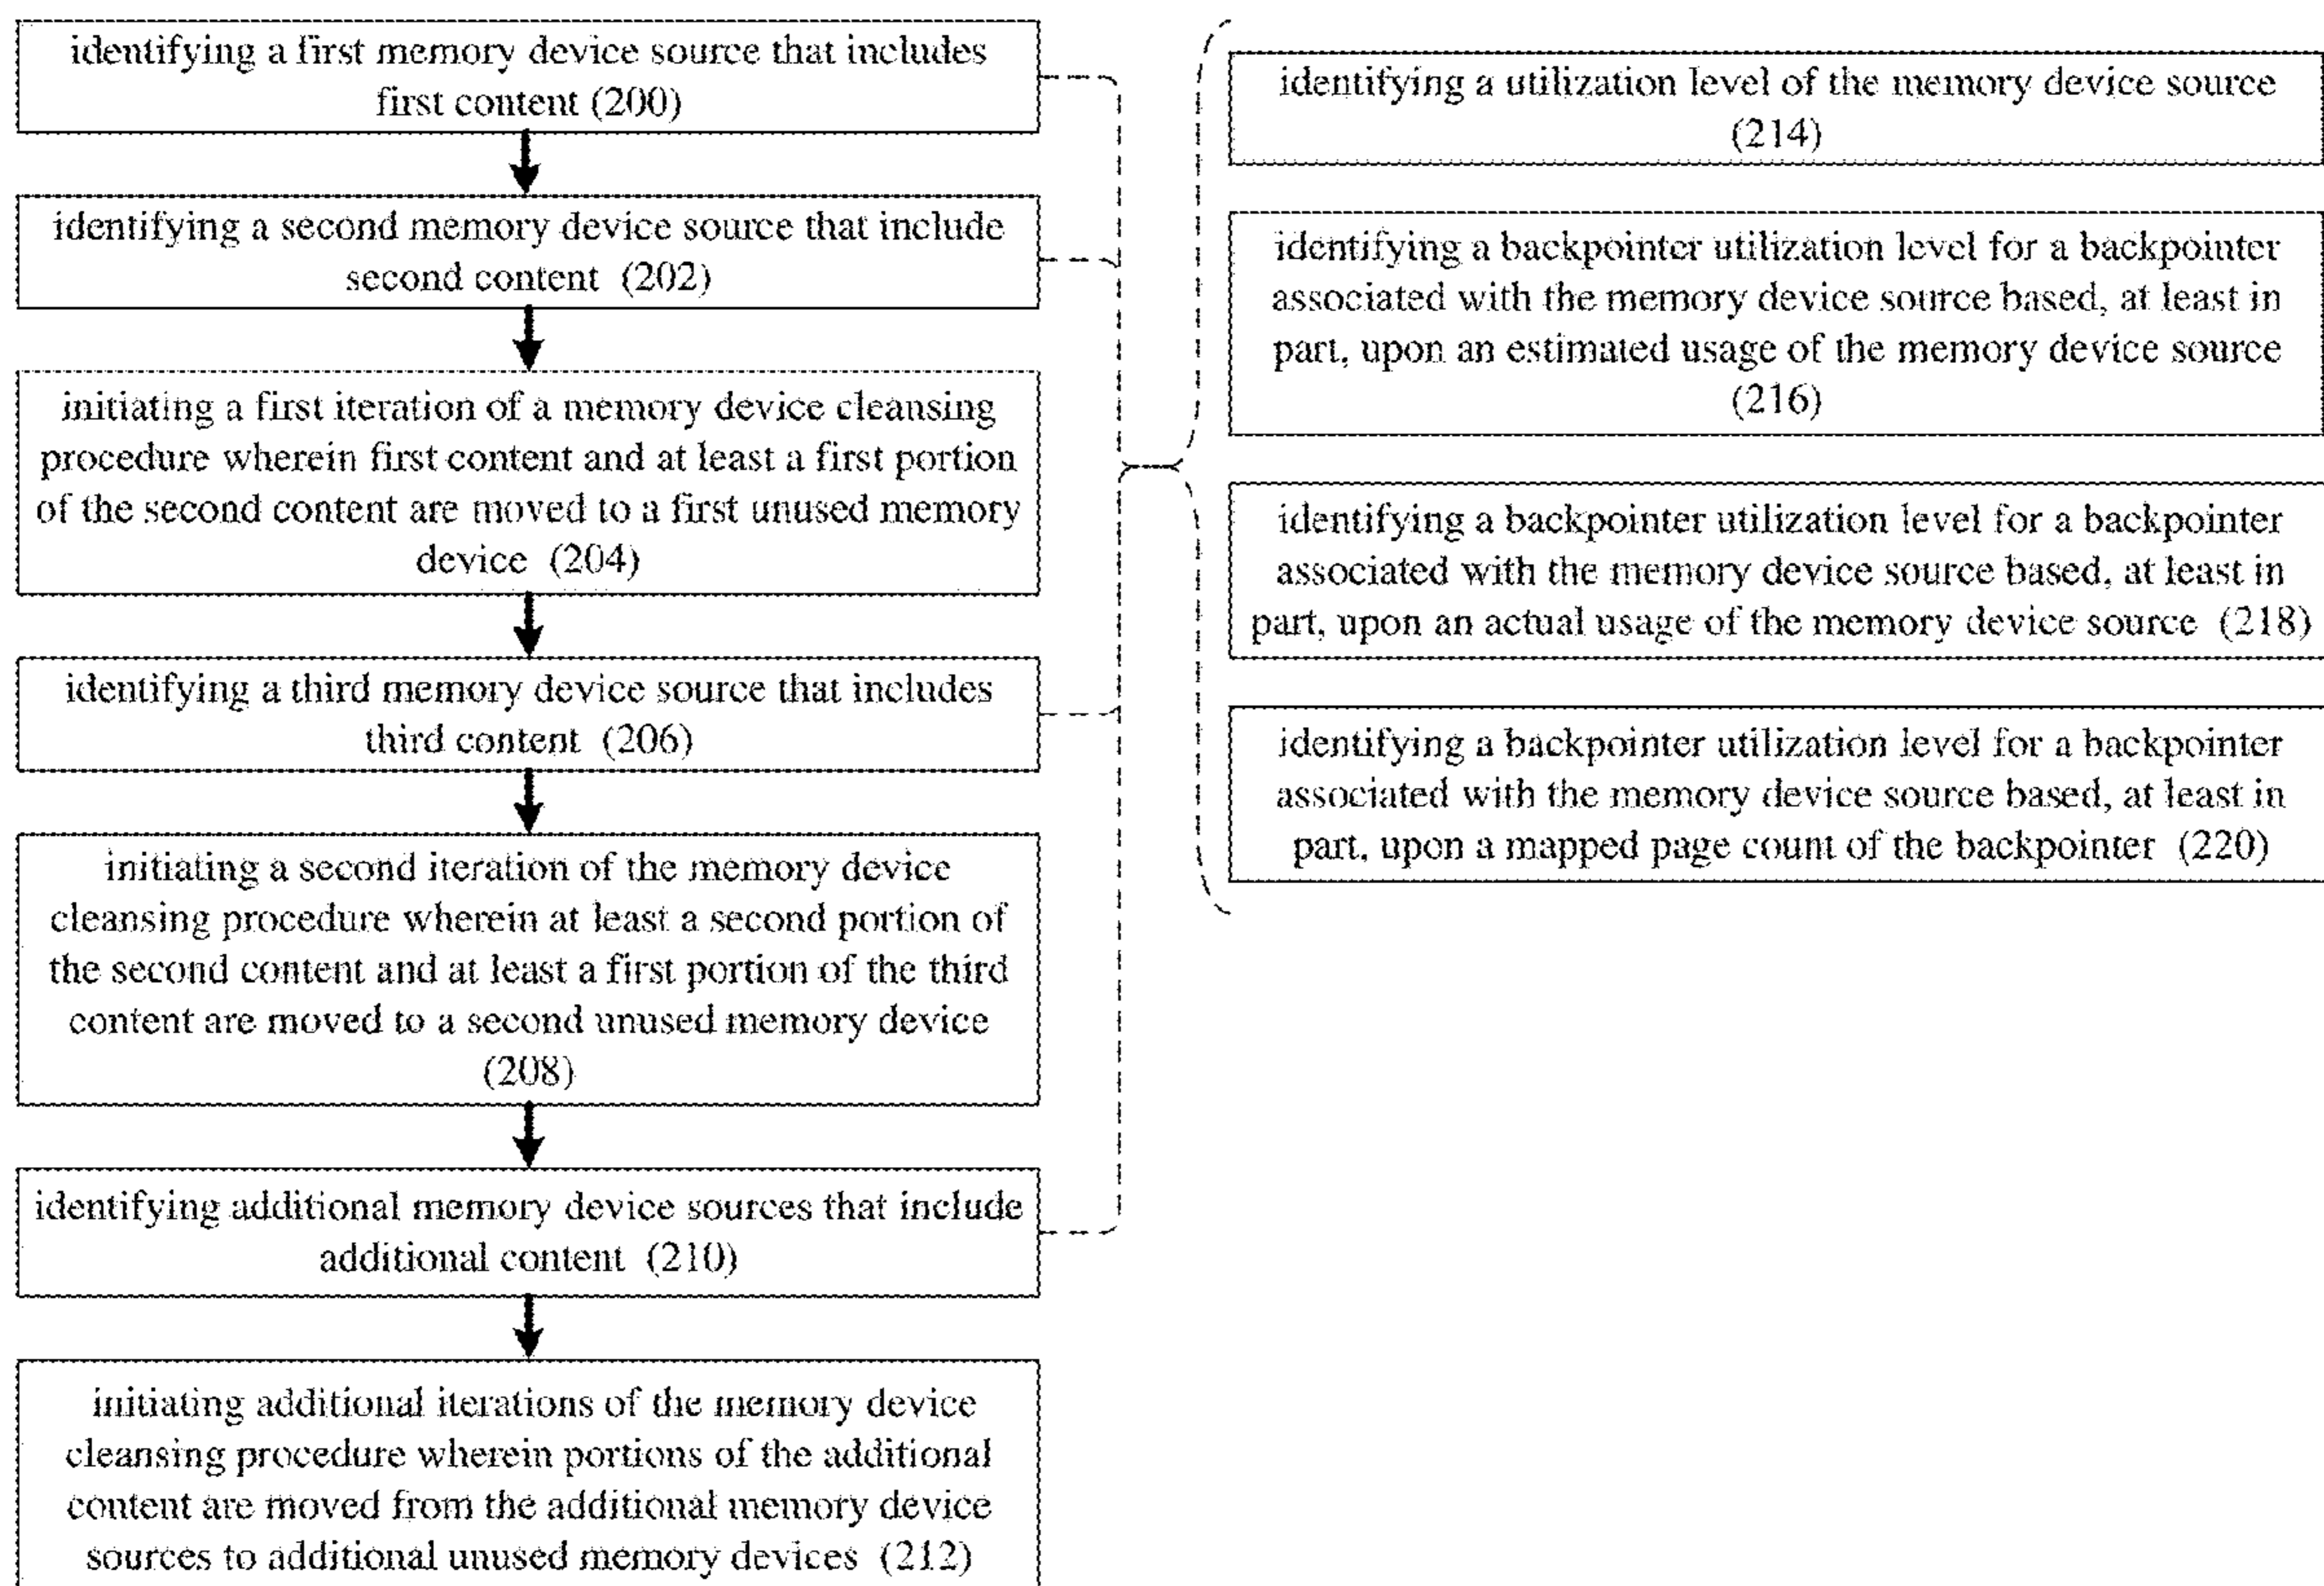 identifying a first memory device source that includes
first content (200)
identifying a second memory device source that include
second content (202)
initiating a first iteration of a memory device cleansing
procedure wherein first content and at least a first portion
of the second content are moved to a first unused memory
device (204)
identifying a third memory device source that includes
third content (206)
initiating a second iteration of the memory device
cleansing procedure wherein at least a second portion of
the second content and at least a first portion of the third
content are moved to a second unused memory device
(208)
identifying additional memory device sources that include
additional content (210)
initiating additional iterations of the memory device
cleansing procedure wherein portions of the additional
content are moved from the additional memory device
sources to additional unused memory devices (212)
identifying a utilization level of the memory device source
(214)
identifying a backpointer utilization level for a backpointer
associated with the memory device source based, at least in
part, upon an estimated usage of the memory device source
(216)
identifying a backpointer utilization level for a backpointer
associated with the memory device source based, at least in
part, upon an actual usage of the memory device source (218)
identifying a backpointer utilization level for a backpointer
associated with the memory device source based, at least in
part, upon a mapped page count of the backpointer (220)